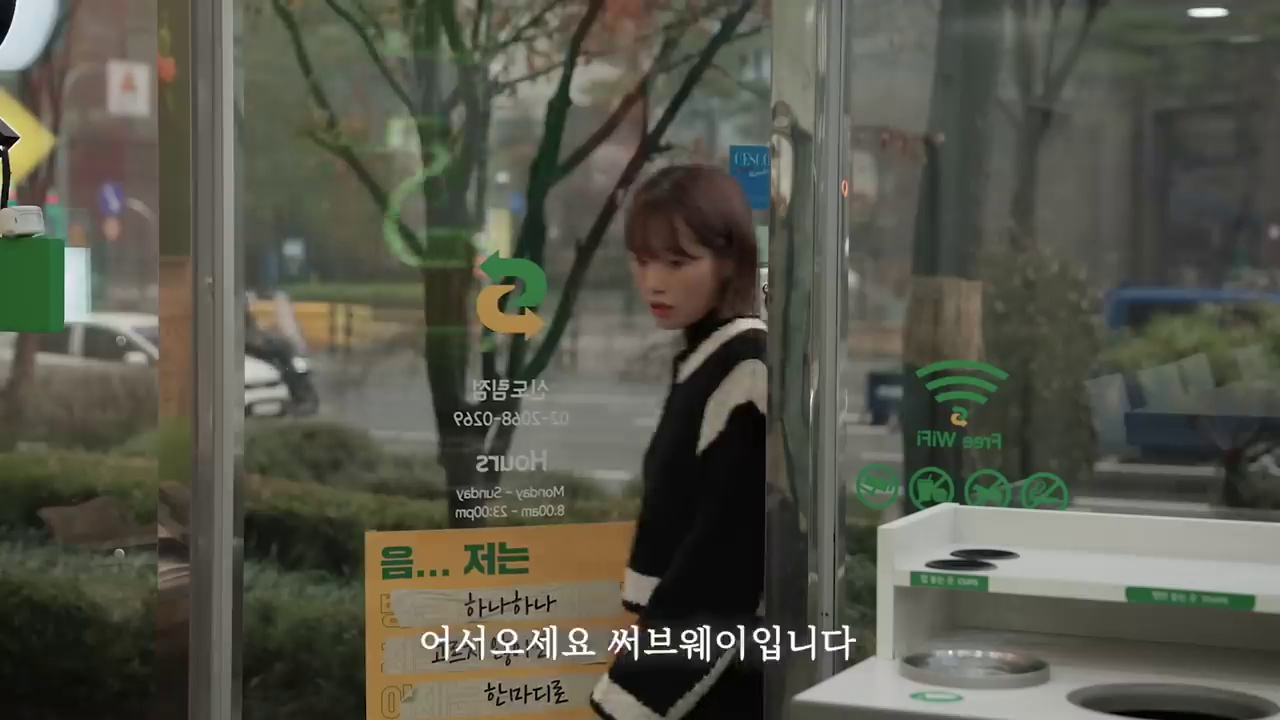 CESCO
신도림점
02-2068-0269
Hours
Monday - Sunday
8:00am - 23:00pm
Free WiFi
음... 저는
하나하나
한마디로
어서오세요 써브웨이입니다